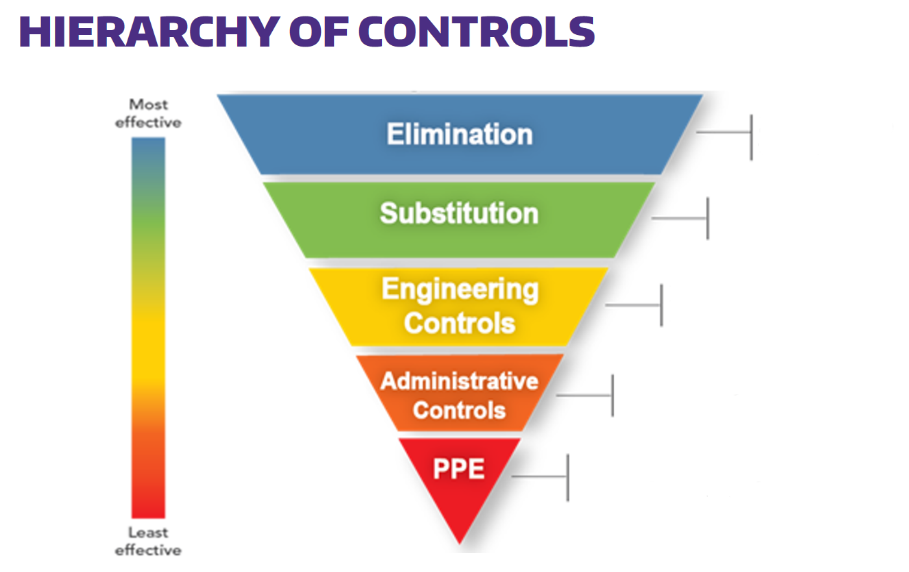 HIERARCHY OF CONTROLS
Most
effective
Elimination
Substitution
Engineering
Controls
Administrative
Controls
PPE
Least
effective